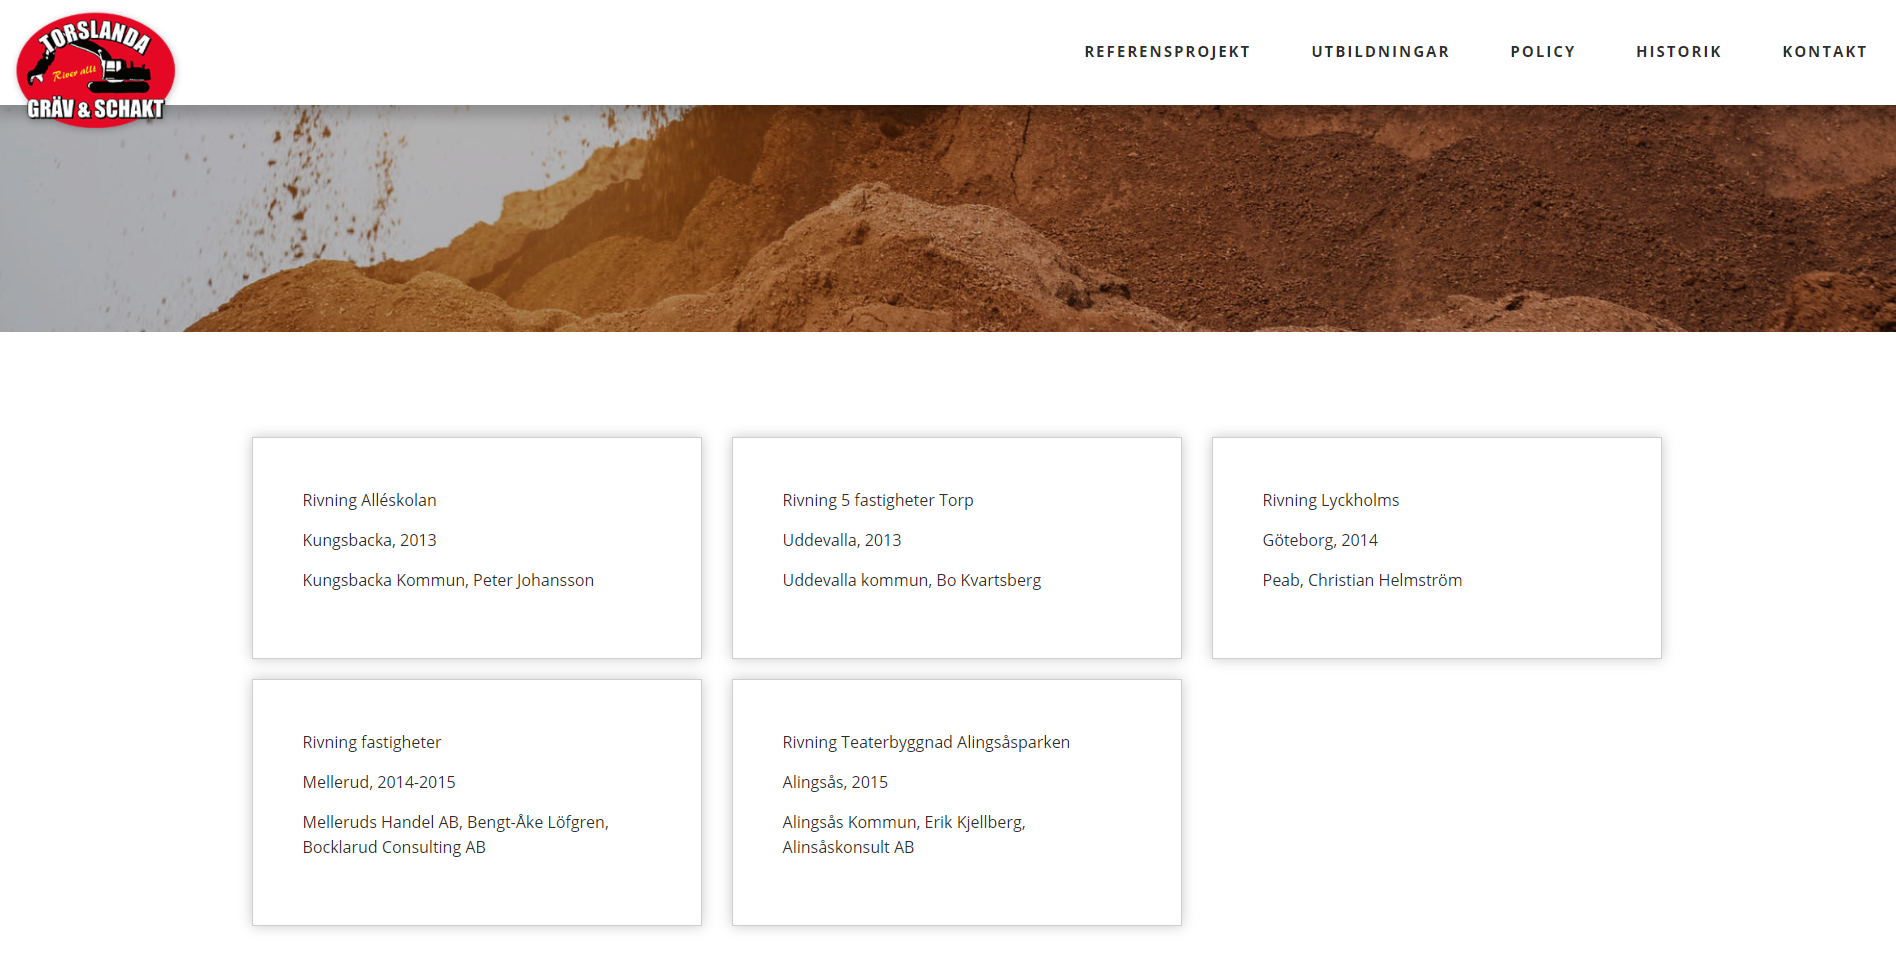 TORSLANDA
River allt
GRÄV & SCHAKT
REFERENSPROJEKT
UTBILDNINGAR
POLICY
HISTORIK
KONTAKT
Rivning Alléskolan
Kungsbacka, 2013
Kungsbacka Kommun, Peter Johansson
Rivning 5 fastigheter Torp
Uddevalla, 2013
Uddevalla kommun, Bo Kvartsberg
Rivning Lyckholms
Göteborg, 2014
Peab, Christian Helmström
Rivning fastigheter
Mellerud, 2014-2015
Melleruds Handel AB, Bengt-Åke Löfgren,
Bocklarud Consulting AB
Rivning Teaterbyggnad Alingsåsparken
Alingsås, 2015
Alingsås Kommun, Erik Kjellberg,
Alinsåskonsult AB